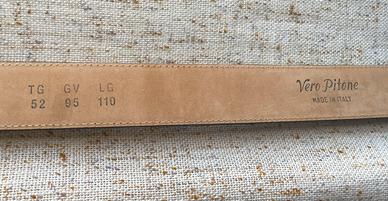 TG GV LG
52 95 110
Vero Pitone
MADE IN ITALY